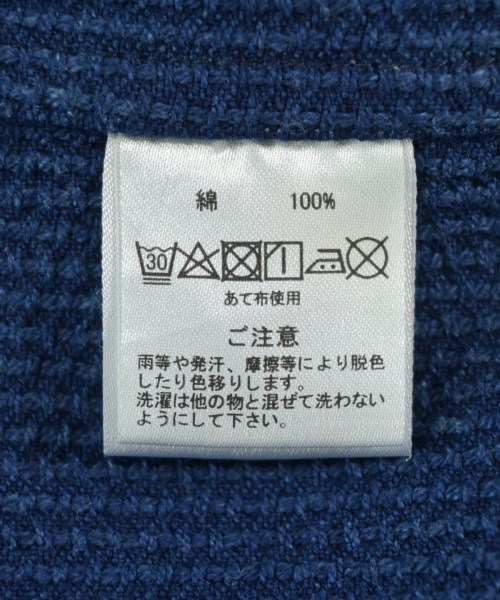 綿 100%
30
あて布使用
ご注意
雨等や発汗、摩擦等により脱色
したり色移りします。
洗濯は他の物と混ぜて洗わない
ようにして下さい。